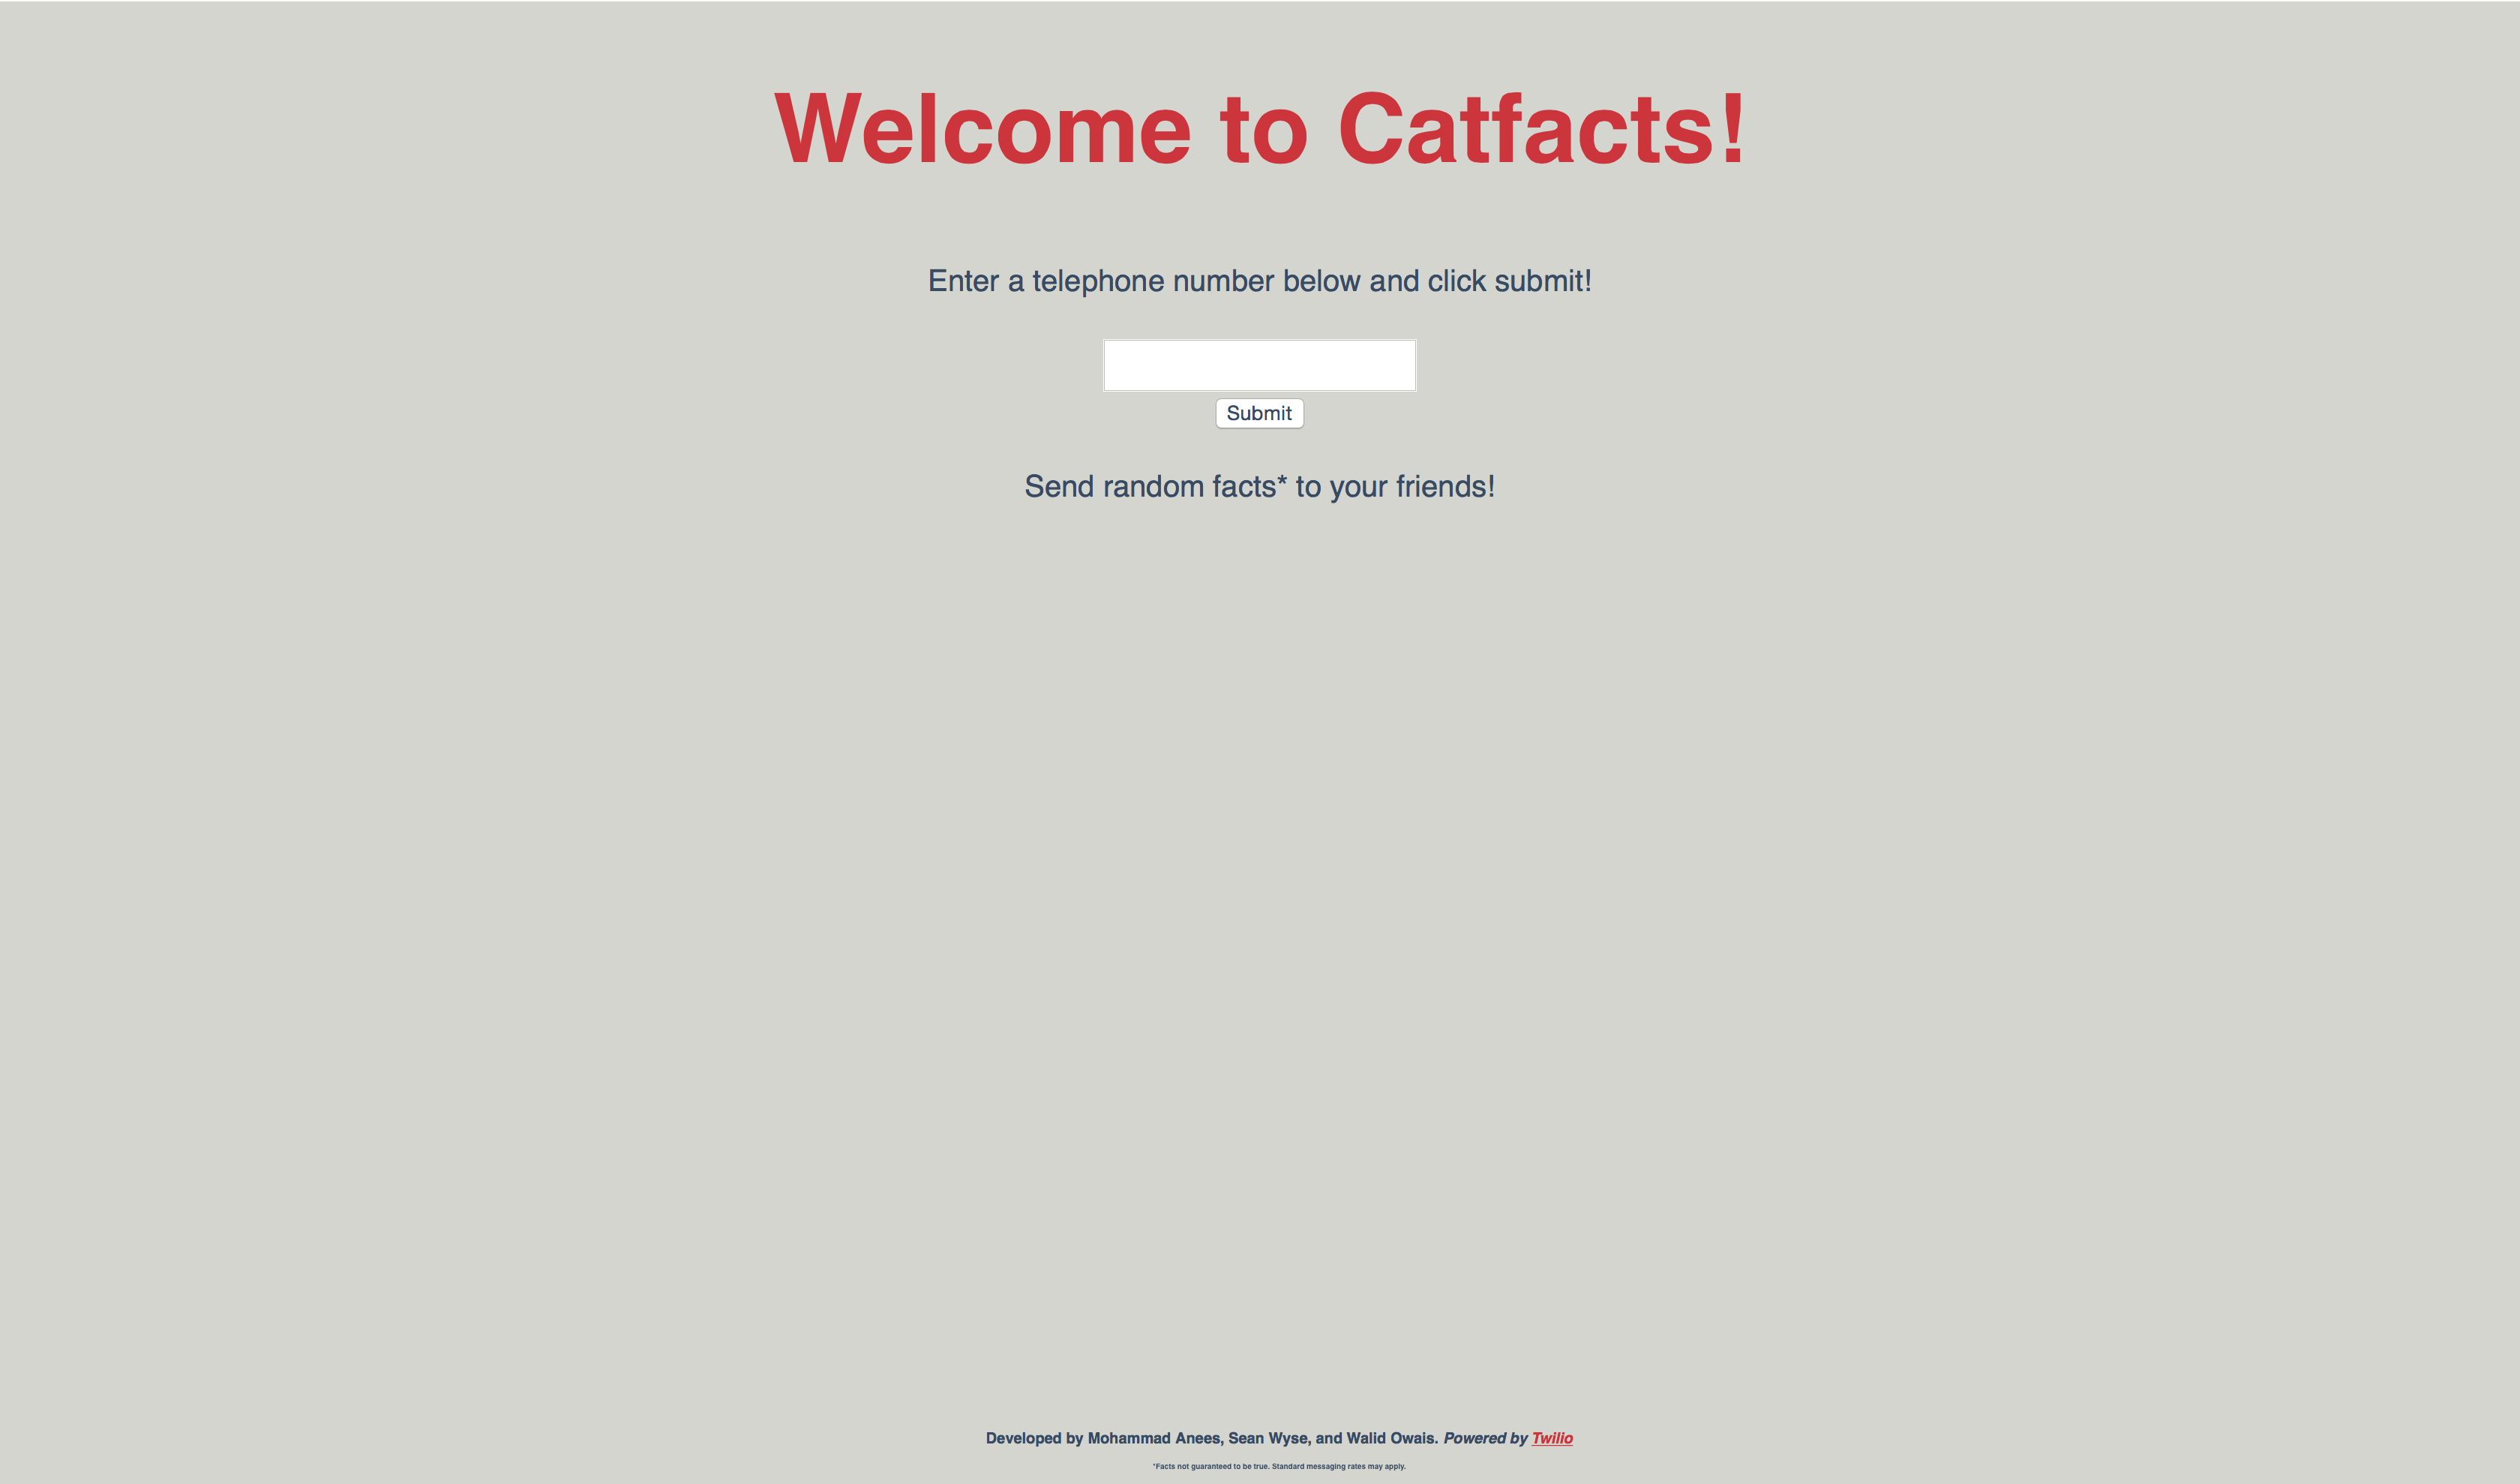 Welcome to Catfacts!
Enter a telephone number below and click submit!
Submit
Send random facts* to your friends!
Developed by Mohammad Anees, Sean Wyse, and Walid Owais. Powered by Twilio
*Facts not guaranteed to be true. Standard messaging rates may apply.